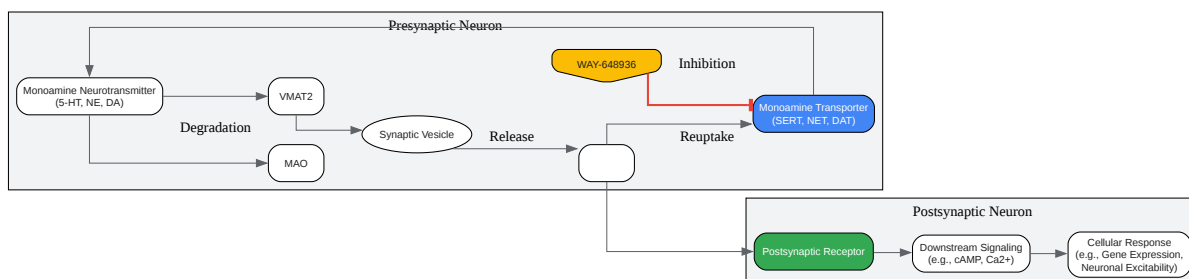 Presynaptic Neuron
WAY-648936
Inhibition
Monoamine Neurotransmitter
(5-HT, NE, DA)
VMAT2
Monoamine Transporter
(SERT, NET, DAT)
Degradation
Synaptic Vesicle
Release
Reuptake
MAO
Postsynaptic Neuron
Postsynaptic Receptor
Downstream Signaling
(e.g., cAMP, Ca2+)
Cellular Response
(e.g., Gene Expression,
Neuronal Excitability)